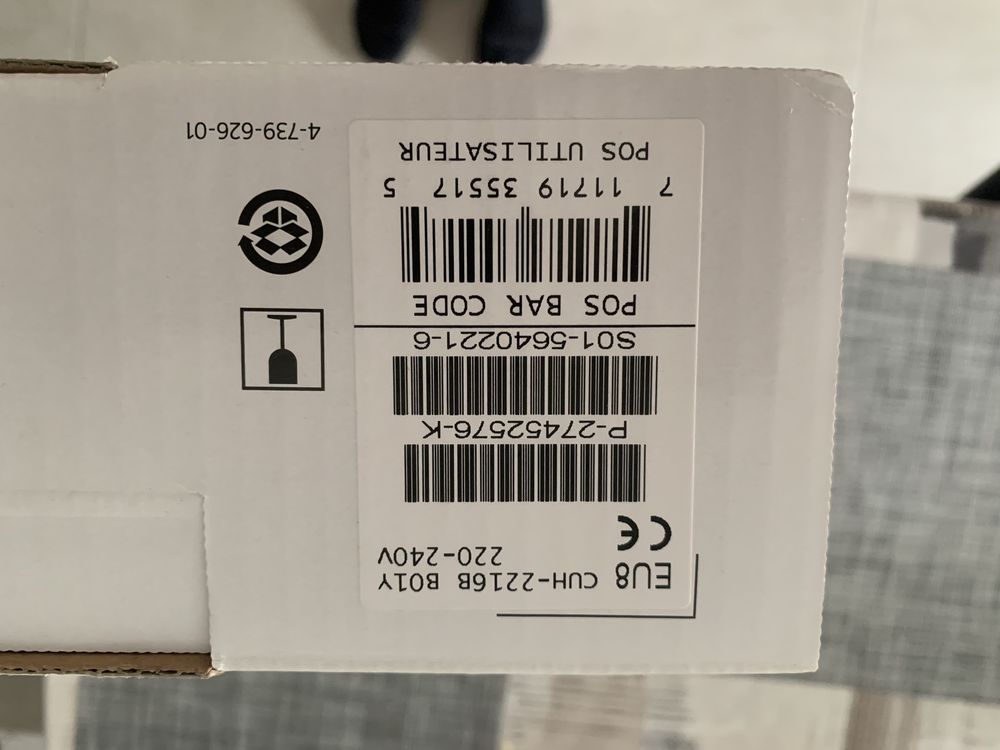 EU8 CUH-2216B B01Y
220-240V
CE
P-27452576-K
S01-5640221-6
POS BAR CODE
7 11719 35517 5
POS UTILISATEUR
4-739-626-01